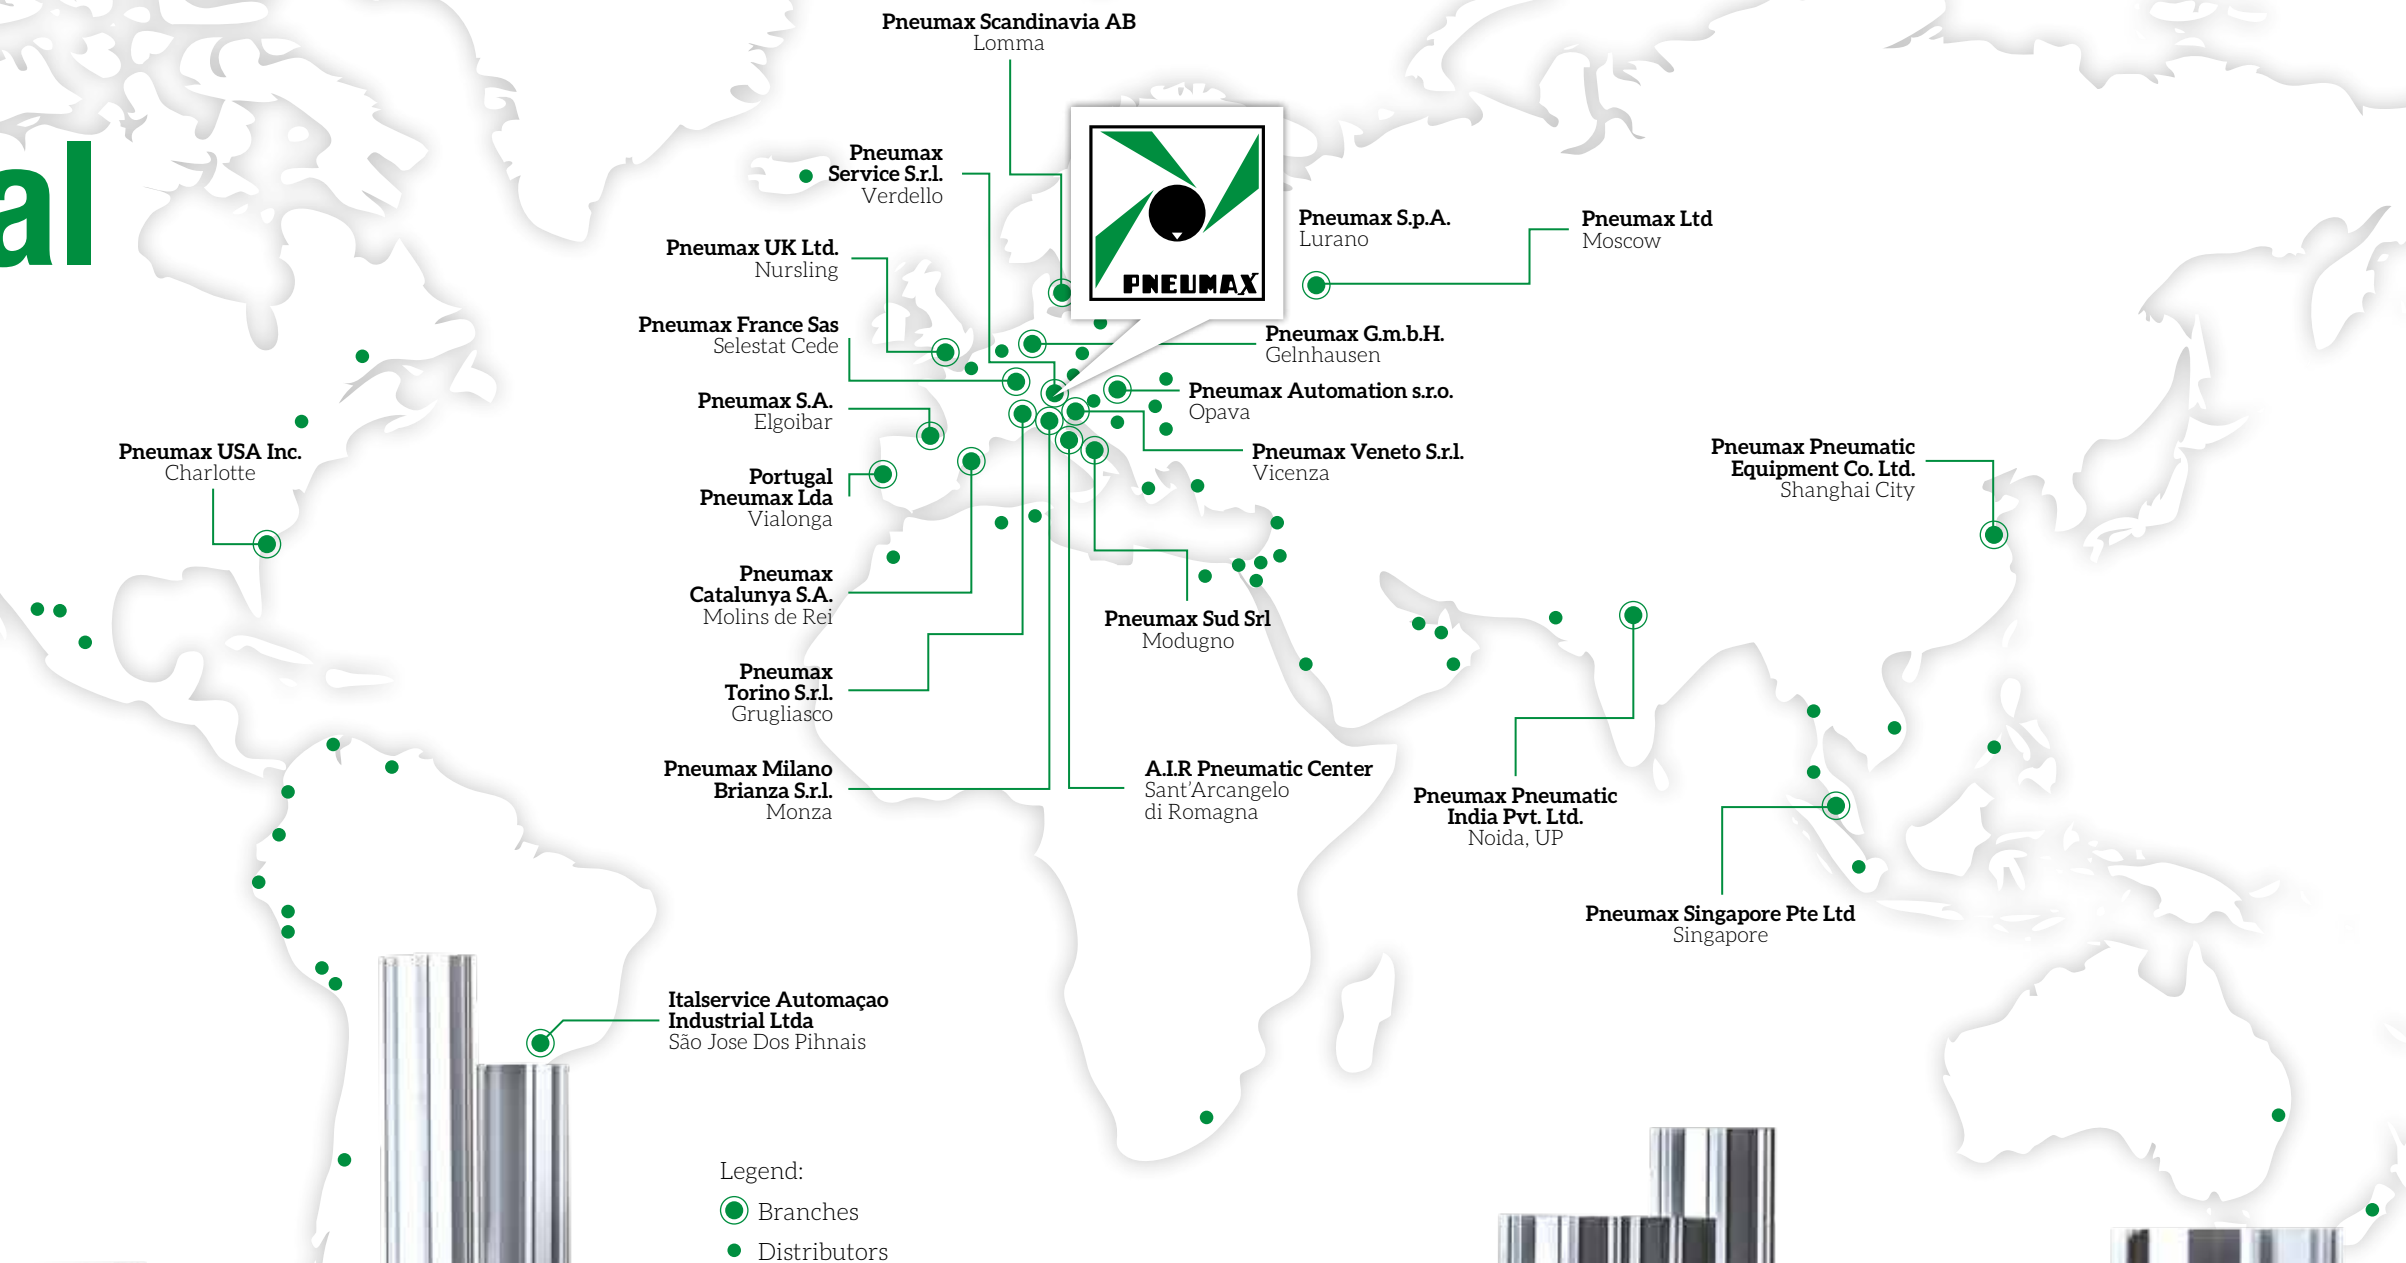 al
Pneumax Scandinavia AB
Lomma
Pneumax
Service S.r.l.
Verdello
PNEUMAX
Pneumax S.p.A.
Lurano
Pneumax Ltd
Moscow
Pneumax UK Ltd.
Nursling
Pneumax France Sas
Selestat Cede
Pneumax G.m.b.H.
Gelnhausen
Pneumax S.A.
Elgoibar
Pneumax Automation s.r.o.
Opava
Pneumax USA Inc.
Charlotte
Pneumax Veneto S.r.l.
Vicenza
Pneumax Pneumatic
Equipment Co. Ltd.
Shanghai City
Portugal
Pneumax Lda
Vialonga
Pneumax
Catalunya S.A.
Molins de Rei
Pneumax Sud Srl
Modugno
Pneumax
Torino S.r.l.
Grugliasco
Pneumax Milano
Brianza S.r.l.
Monza
A.I.R Pneumatic Center
Sant'Arcangelo
di Romagna
Pneumax Pneumatic
India Pvt. Ltd.
Noida, UP
Pneumax Singapore Pte Ltd
Singapore
Italservice Automaçao
Industrial Ltda
São Jose Dos Pihnais
Legend:
Branches
Distributors